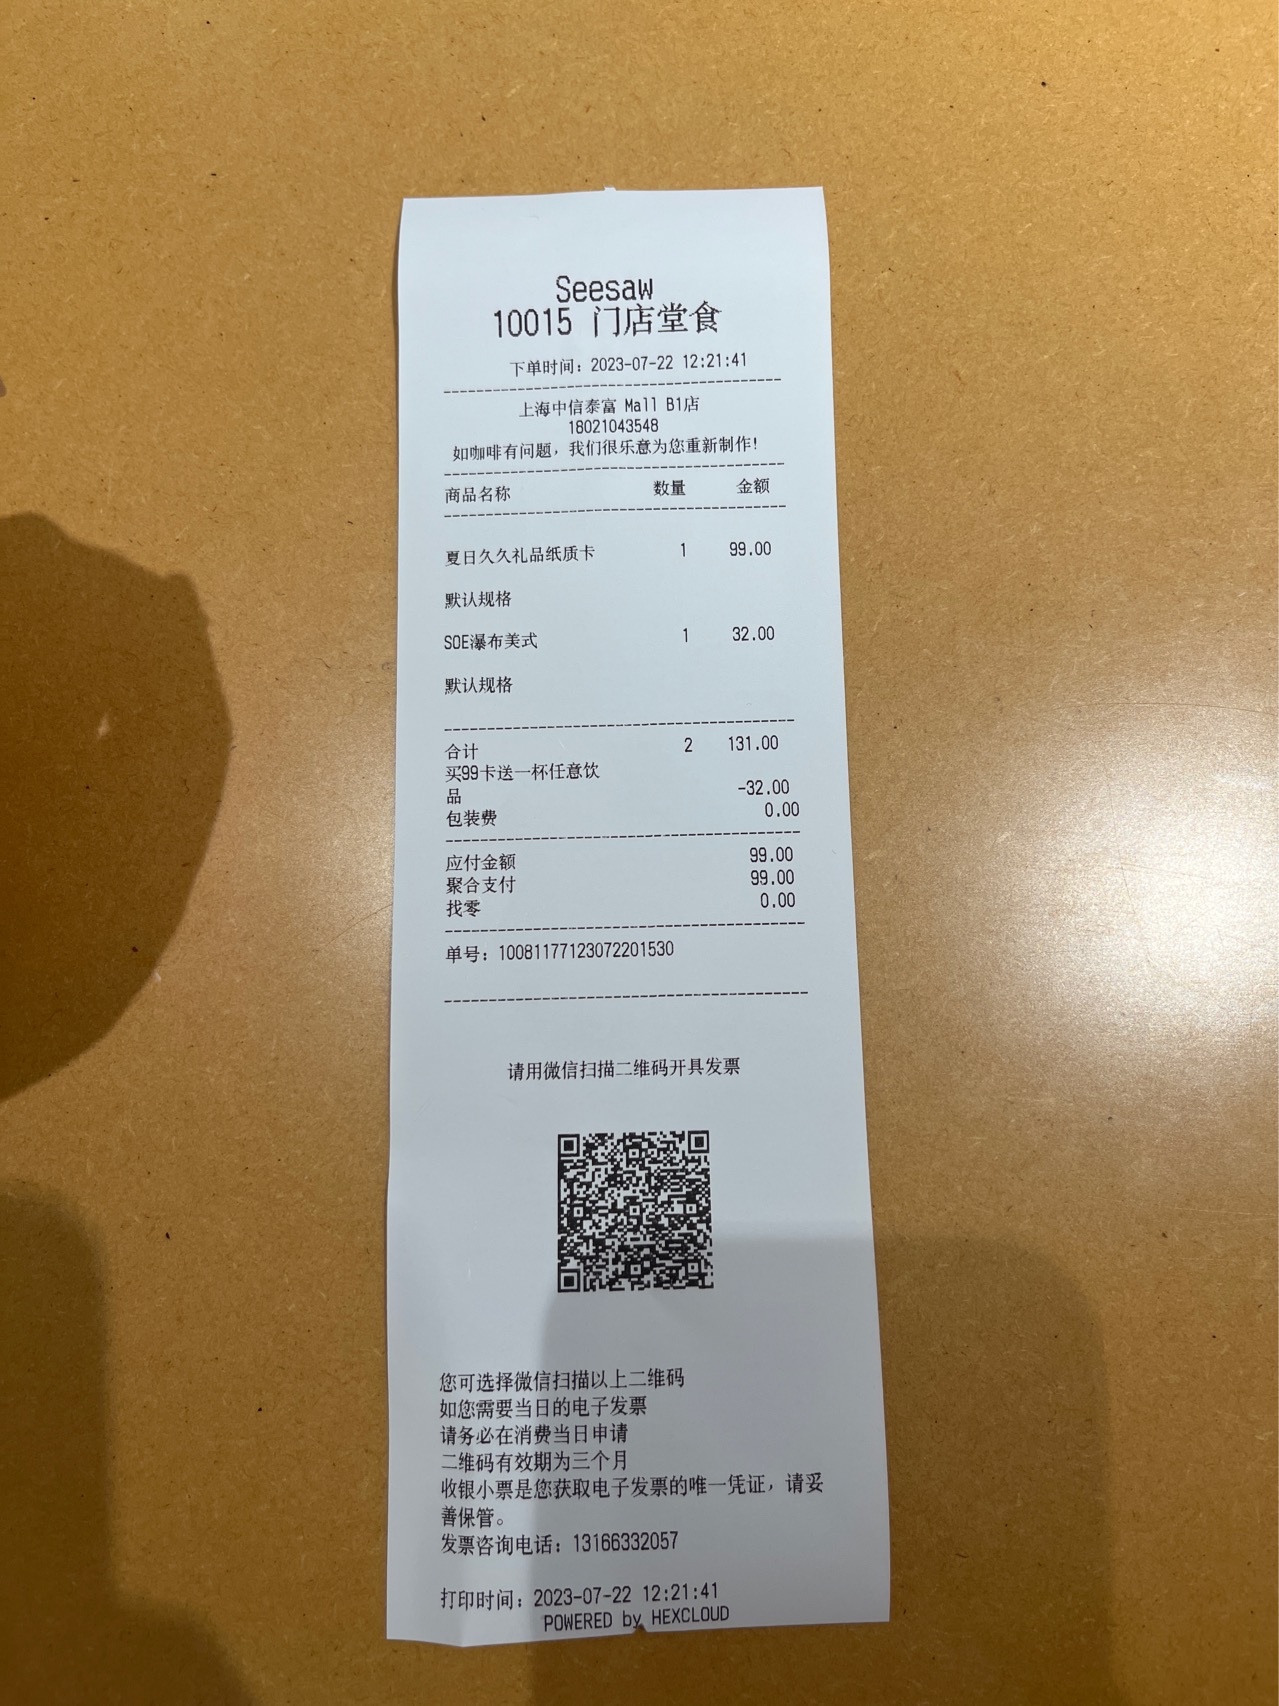 Seesaw
10015 门店堂食
下单时间：2023-07-22 12:21:41
上海中信泰富 Mall B1店
18021043548
如咖啡有问题，我们很乐意为您重新制作！
商品名称 数量 金额
夏日久久礼品纸质卡 1 99.00
默认规格
SOE瀑布美式 1 32.00
默认规格
合计 2 131.00
买99卡送一杯任意饮
品 -32.00
包装费 0.00
应付金额 99.00
聚合支付 99.00
找零 0.00
单号：10081177123072201530
请用微信扫描二维码开具发票
您可选择微信扫描以上二维码
如您需要当日的电子发票
请务必在消费当日申请
二维码有效期为三个月
收银小票是您获取电子发票的唯一凭证，请妥
善保管。
发票咨询电话：13166332057
打印时间：2023-07-22 12:21:41
POWERED by HEXCLOUD